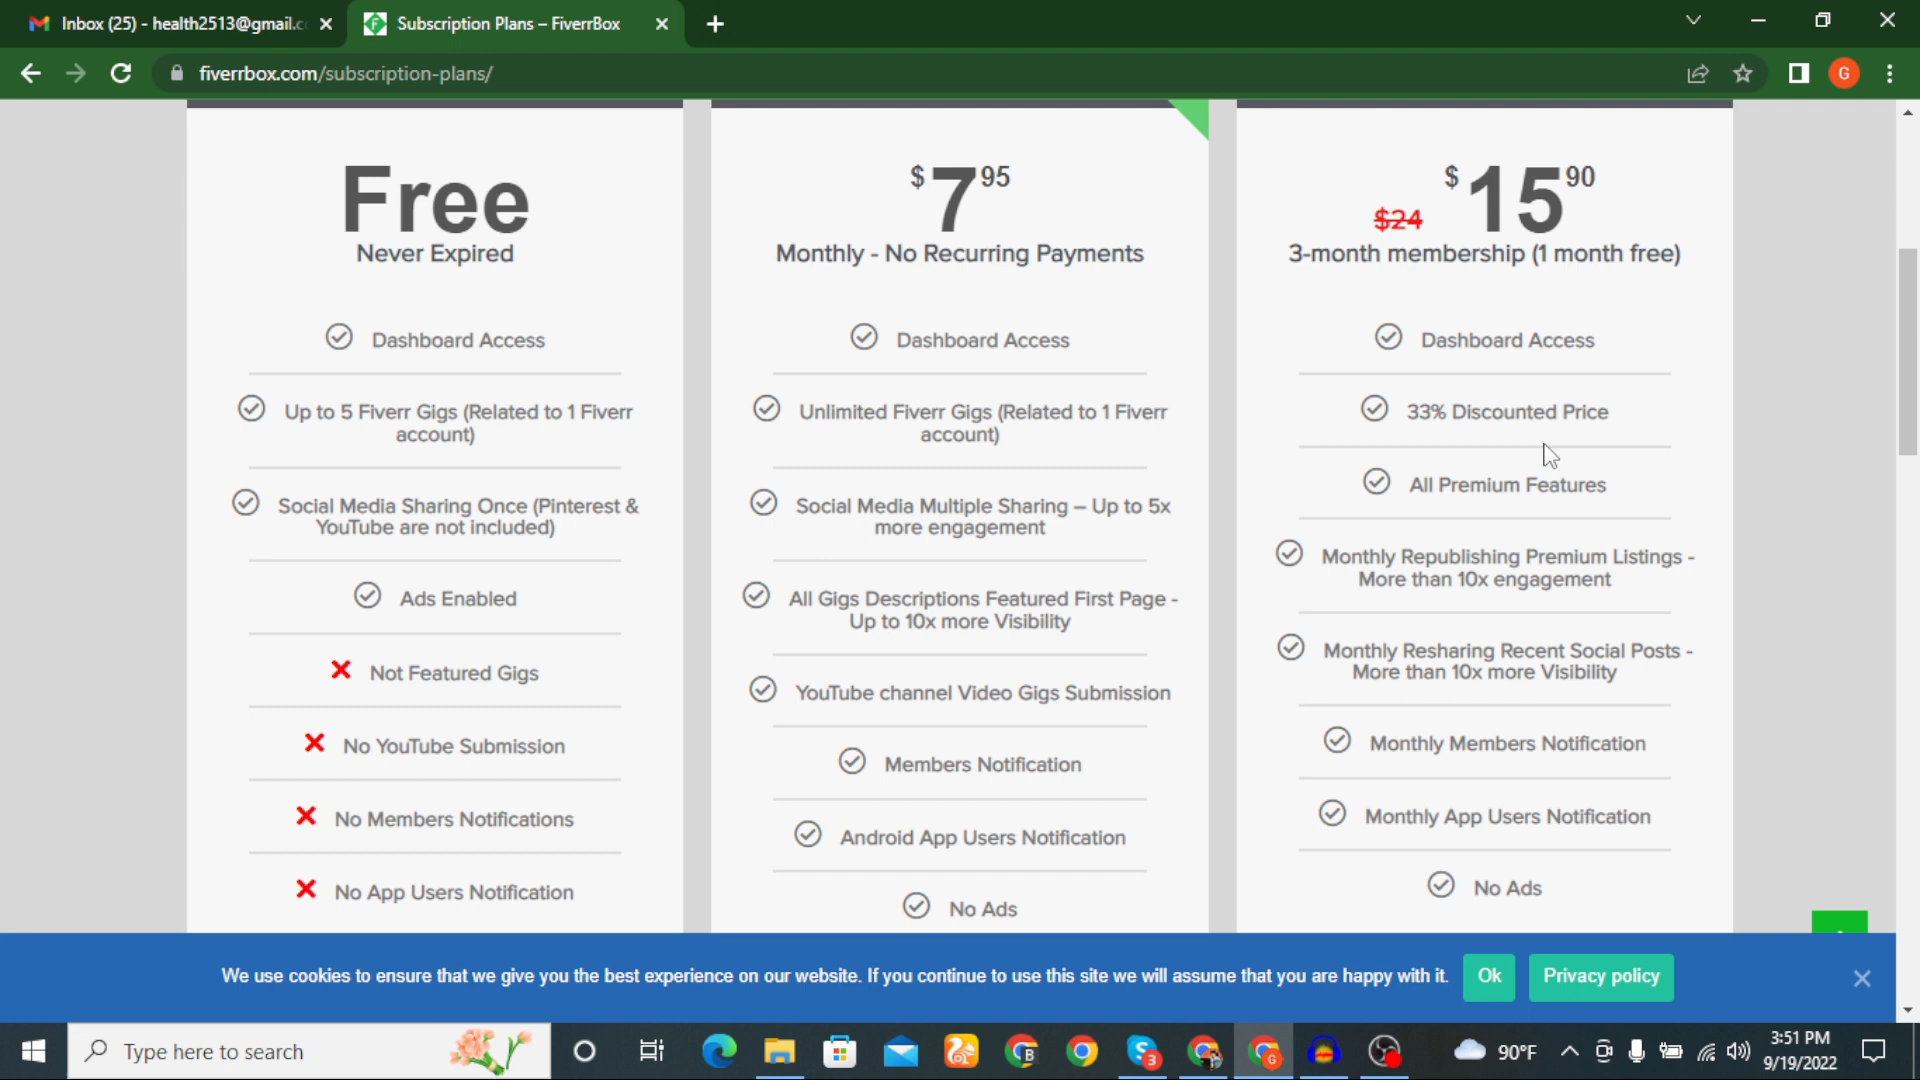 Inbox (25) - health2513@gmail.c
Subscription Plans – FiverrBox
fiverrbox.com/subscription-plans/
G
Free
Never Expired
Dashboard Access
Up to 5 Fiverr Gigs (Related to 1 Fiverr
account)
Social Media Sharing Once (Pinterest &
YouTube are not included)
Ads Enabled
Not Featured Gigs
No YouTube Submission
No Members Notifications
No App Users Notification
$7 95
Monthly - No Recurring Payments
Dashboard Access
Unlimited Fiverr Gigs (Related to 1 Fiverr
account)
Social Media Multiple Sharing – Up to 5x
more engagement
All Gigs Descriptions Featured First Page -
Up to 10x more Visibility
YouTube channel Video Gigs Submission
Members Notification
Android App Users Notification
No Ads
$24 $15 90
3-month membership (1 month free)
Dashboard Access
33% Discounted Price
All Premium Features
Monthly Republishing Premium Listings -
More than 10x engagement
Monthly Resharing Recent Social Posts -
More than 10x more Visibility
Monthly Members Notification
Monthly App Users Notification
No Ads
We use cookies to ensure that we give you the best experience on our website. If you continue to use this site we will assume that you are happy with it.
Ok
Privacy policy
Type here to search
B
3
G
90°F
3:51 PM
9/19/2022